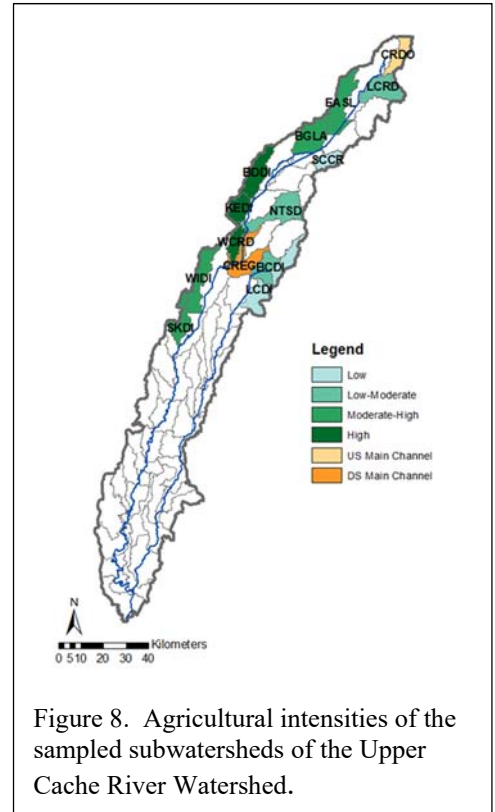 CRDO
LCRD
EASL
BGLA
SCCR
BDDI
KEDI
NTSD
WCRD
CREG
BCDI
WIDI
LCDI
SKDI
Legend
Low
Low-Moderate
Moderate-High
High
US Main Channel
DS Main Channel
N
Kilometers
0 5 10 20 30 40
Figure 8. Agricultural intensities of the
sampled subwatersheds of the Upper
Cache River Watershed.